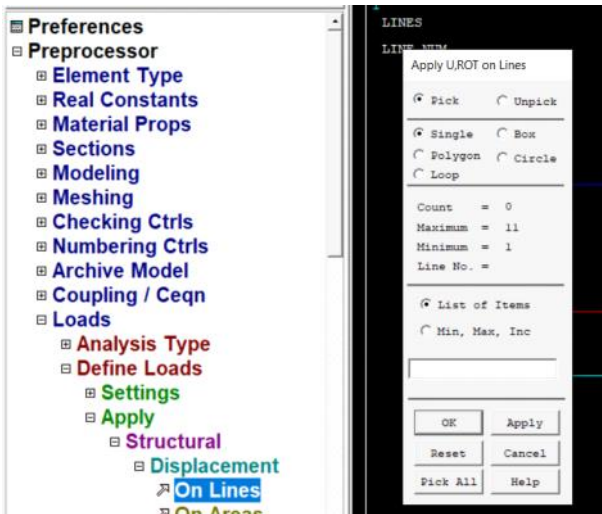 Preferences
Preprocessor
Element Type
Real Constants
Material Props
Sections
Modeling
Meshing
Checking Ctrls
Numbering Ctrls
Archive Model
Coupling / Ceqn
Loads
Analysis Type
Define Loads
Settings
Apply
Structural
Displacement
On Lines
On Areas
1
LINES
LINE NUM
Apply U,ROT on Lines
Pick Unpick
Single Box
Polygon Circle
Loop
Count = 0
Maximum = 11
Minimum = 1
Line No. =
List of Items
Min, Max, Inc
OK Apply
Reset Cancel
Pick All Help